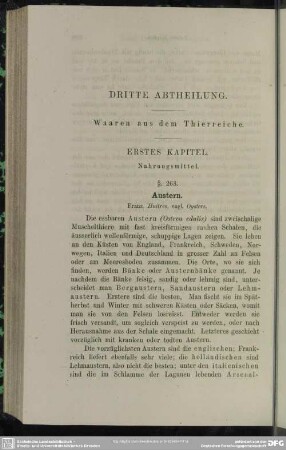 DRITTE ABTHEILUNG.
Waaren aus dem Thierreiche.
ERSTES KAPITEL.
Nahrungsmittel.
§. 263.
Austern.
Franz. Huîtres, engl. Oysters.
Die essbaren Austern (Ostrea edulis) sind zweischalige
Muschelthiere mit fast kreisförmigen rauhen Schalen, die
äusserlich wellenförmige, schuppige Lagen zeigen. Sie leben
an den Küsten von England, Frankreich, Schweden, Nor-
wegen, Italien und Deutschland in grosser Zahl an Felsen
oder am Meeresboden zusammen. Die Orte, wo sie sich
finden, werden Bänke oder Austernbänke genannt. Je
nachdem die Bänke felsig, sandig oder lehmig sind, unter-
scheidet man Bergaustern, Sandaustern oder Lehm-
austern. Erstere sind die besten. Man fischt sie im Spät-
herbst und Winter mit schweren Kästen oder Säcken, womit
man sie von den Felsen losreisst. Entweder werden sie
frisch versandt, um sogleich verspeist zu werden, oder nach
Herausnahme aus der Schale eingemacht. Letzteres geschieht
vorzüglich mit kranken oder todten Austern.
Die vorzüglichsten Austern sind die englischen; Frank-
reich liefert ebenfalls sehr viele; die holländischen sind
Lehmaustern, also nicht die besten; unter den italienischen
sind die im Schlamme der Lagunen lebenden Arsenal-